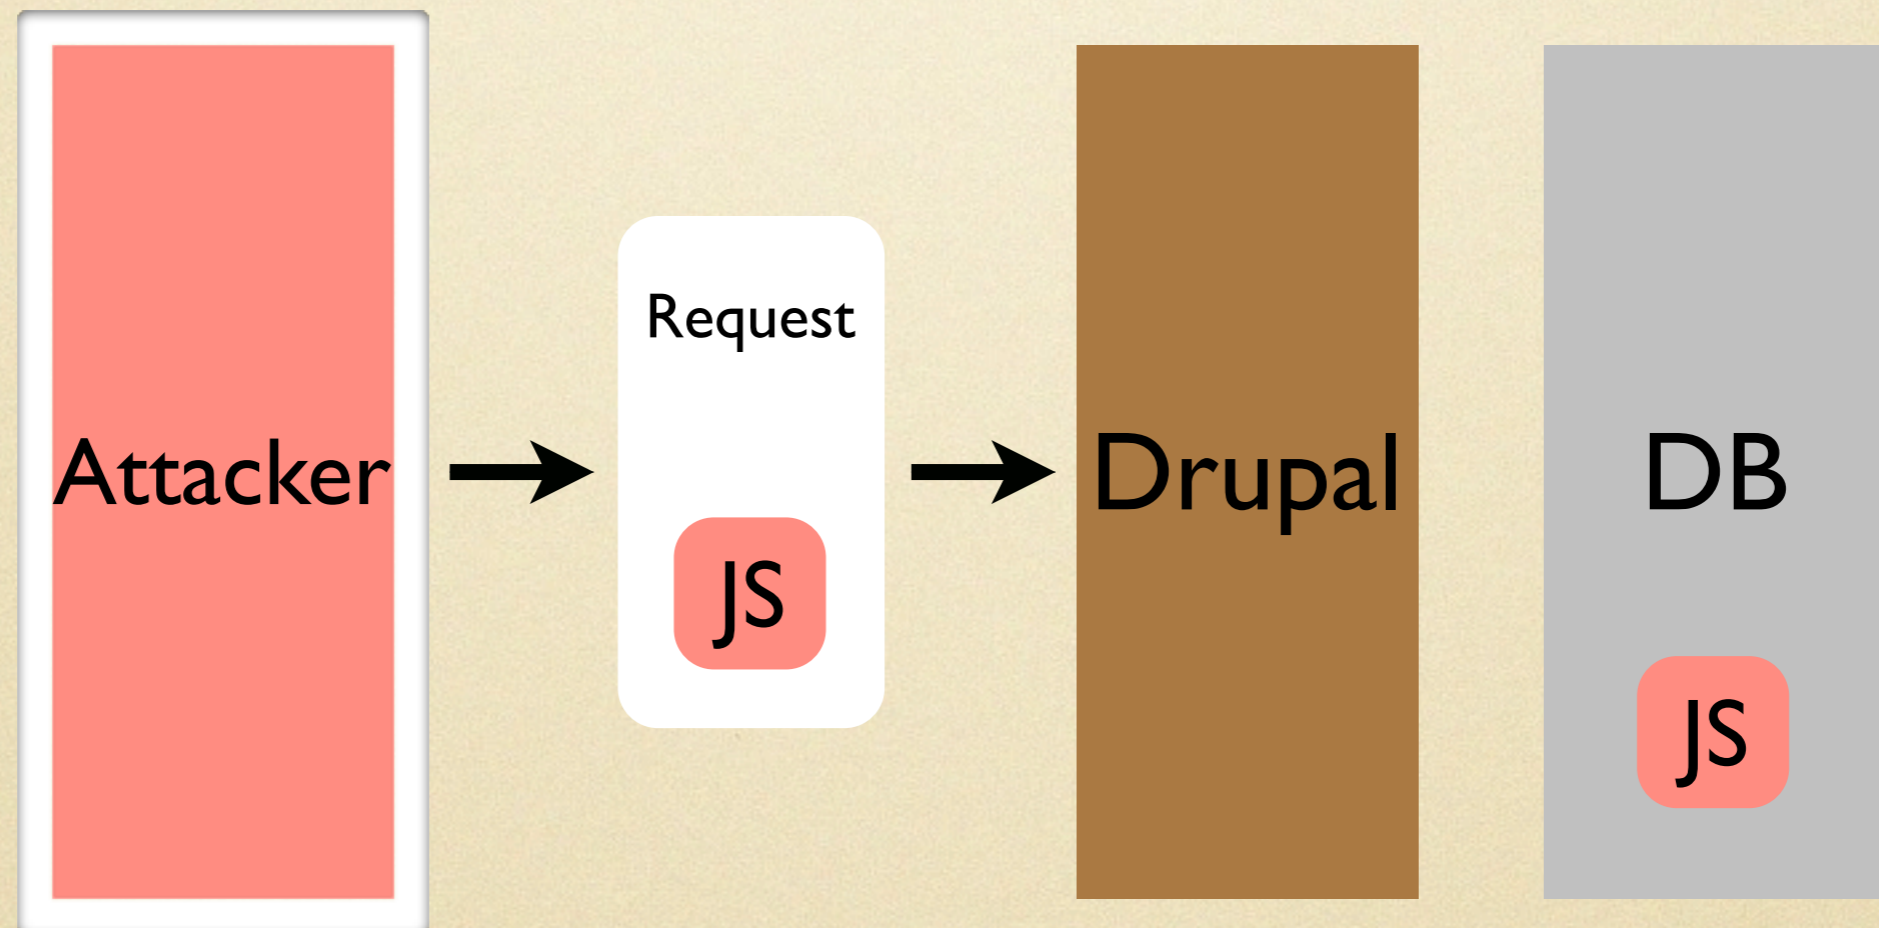 Attacker
Request
JS
Drupal
DB
JS